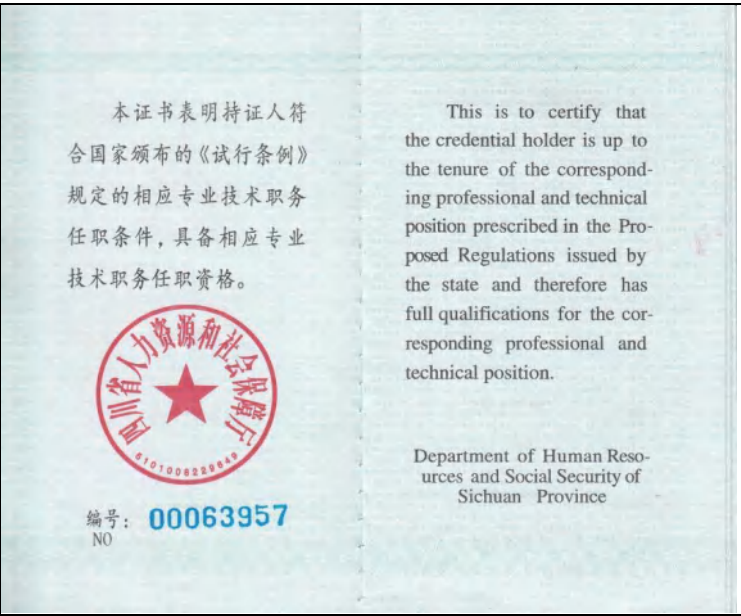 本证书表明持证人符
合国家颁布的《试行条例》
规定的相应专业技术职务
任职条件，具备相应专业
技术职务任职资格。
四川省人力资源和社会保障厅
编号： 00063957
NO
This is to certify that
the credential holder is up to
the tenure of the correspond-
ing professional and technical
position prescribed in the Pro-
posed Regulations issued by
the state and therefore has
full qualifications for the cor-
responding professional and
technical position.
Department of Human Reso-
urces and Social Security of
Sichuan Province